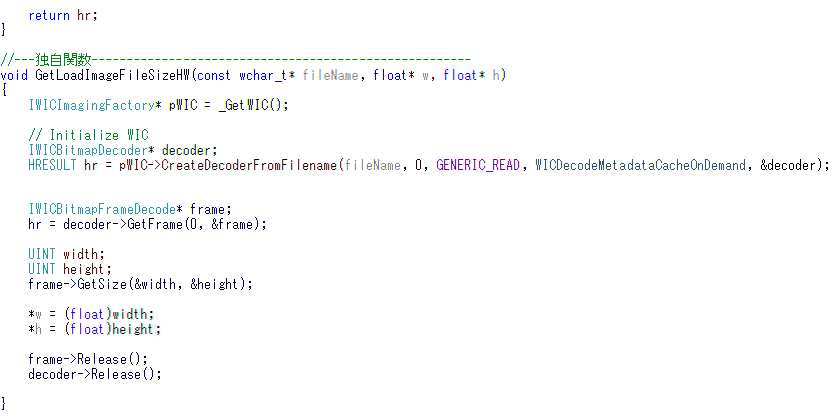 return hr;
}
//---独自関数------------------------------------------------------
void GetLoadImageFileSizeHW(const wchar_t* fileName, float* w, float* h)
{
IWICImagingFactory* pWIC = _GetWIC();
// Initialize WIC
IWICBitmapDecoder* decoder;
HRESULT hr = pWIC->CreateDecoderFromFilename(fileName, 0, GENERIC_READ, WICDecodeMetadataCacheOnDemand, &decoder);
IWICBitmapFrameDecode* frame;
hr = decoder->GetFrame(0, &frame);
UINT width;
UINT height;
frame->GetSize(&width, &height);
*w = (float)width;
*h = (float)height;
frame->Release();
decoder->Release();
}